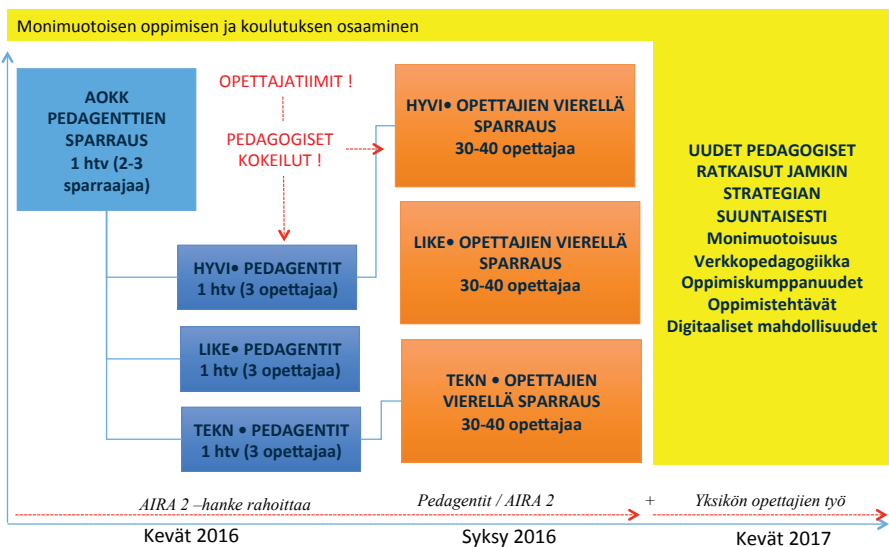 Monimuotoisen oppimisen ja koulutuksen osaaminen
AOKK
PEDAGENTTIEN
SPARRAUS
1 htv (2-3
sparraajaa)
OPETTAJATIIMIT !
PEDAGOGISET
KOKEILUT !
HYVI• PEDAGENTIT
1 htv (3 opettajaa)
LIKE• PEDAGENTIT
1 htv (3 opettajaa)
TEKN • PEDAGENTIT
1 htv (3 opettajaa)
HYVI• OPETTAJIEN VIERELLÄ
SPARRAUS
30-40 opettajaa
LIKE• OPETTAJIEN VIERELLÄ
SPARRAUS
30-40 opettajaa
TEKN • OPETTAJIEN
VIERELLÄ SPARRAUS
30-40 opettajaa
UUDET PEDAGOGISET
RATKAISUT JAMKIN
STRATEGIAN
SUUNTAISESTI
Monimuotoisuus
Verkkopedagogiikka
Oppimiskumppanuudet
Oppimistehtävät
Digitaaliset mahdollisuudet
AIRA 2 –hanke rahoittaa
Pedagentit / AIRA 2
+
Yksikön opettajien työ
Kevät 2016
Syksy 2016
Kevät 2017